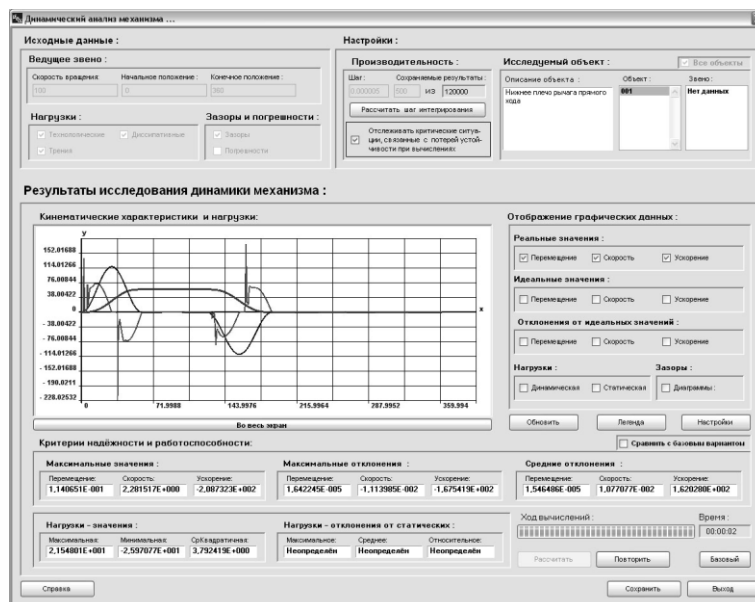 Динамический анализ механизма ...
Исходные данные :
Настройки :
Ведущее звено :
Скорость вращения:
Начальное положение :
Конечное положение :
100
0
360
Нагрузки :
Технологические
Диссипативные
Трения
Зазоры и погрешности :
Зазоры
Погрешности
Производительность :
Шаг :
Сохраняемые результаты :
0.000005
500
из
120000
Рассчитать шаг интегрирования
Отслеживать критические ситуа-
ции, связанные с потерей устой-
чивости при вычислениях
Исследуемый объект :
Все объекты
Описание объекта :
Объект :
Звено :
Нижнее плечо рычага прямого
хода
001
Нет данных
Результаты исследования динамики механизма :
Кинематические характеристики и нагрузки:
y
152.01688
114.01266
76.00844
38.00422
0
x
- 38.00422
- 76.00844
- 114.01266
- 152.01688
- 190.0211
- 228.02532
0
71.9988
143.9976
215.9964
287.9952
359.994
Во весь экран
Отображение графических данных :
Реальные значения :
Перемещение
Скорость
Ускорение
Идеальные значения :
Перемещение
Скорость
Ускорение
Отклонения от идеальных значений :
Перемещение
Скорость
Ускорение
Нагрузки :
Динамическая
Статическая
Зазоры :
Диаграммы :
Обновить
Легенда
Настройки
Критерии надёжности и работоспособности:
Сравнить с базовым вариантом
Максимальные значения :
Перемещение:
Скорость:
Ускорение:
1,140651E-001
2,281517E+000
-2,087323E+002
Максимальные отклонения :
Перемещение:
Скорость:
Ускорение:
1,642245E-005
-1,113985E-002
-1,675419E+002
Средние отклонения :
Перемещение:
Скорость:
Ускорение:
1,546486E-005
1,077077E-002
1,620280E+002
Нагрузки - значения :
Максимальная:
Минимальная:
СрКвадратичная:
2,154801E+001
-2,597077E+001
3,792419E+000
Нагрузки - отклонения от статических :
Максимальное:
Среднее:
Относительное:
Неопределён
Неопределён
Неопределён
Ход вычислений :
Время :
00:00:02
Рассчитать
Повторить
Базовый
Справка
Сохранить
Выход